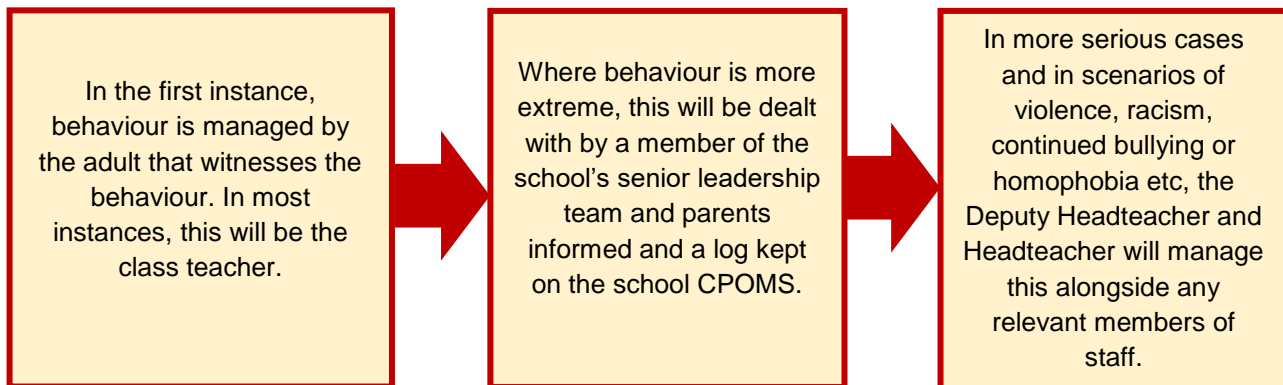 In the first instance,
behaviour is managed by
the adult that witnesses the
behaviour. In most
instances, this will be the
class teacher.
Where behaviour is more
extreme, this will be dealt
with by a member of the
school’s senior leadership
team and parents
informed and a log kept
on the school CPOMS.
In more serious cases
and in scenarios of
violence, racism,
continued bullying or
homophobia etc, the
Deputy Headteacher and
Headteacher will manage
this alongside any
relevant members of
staff.